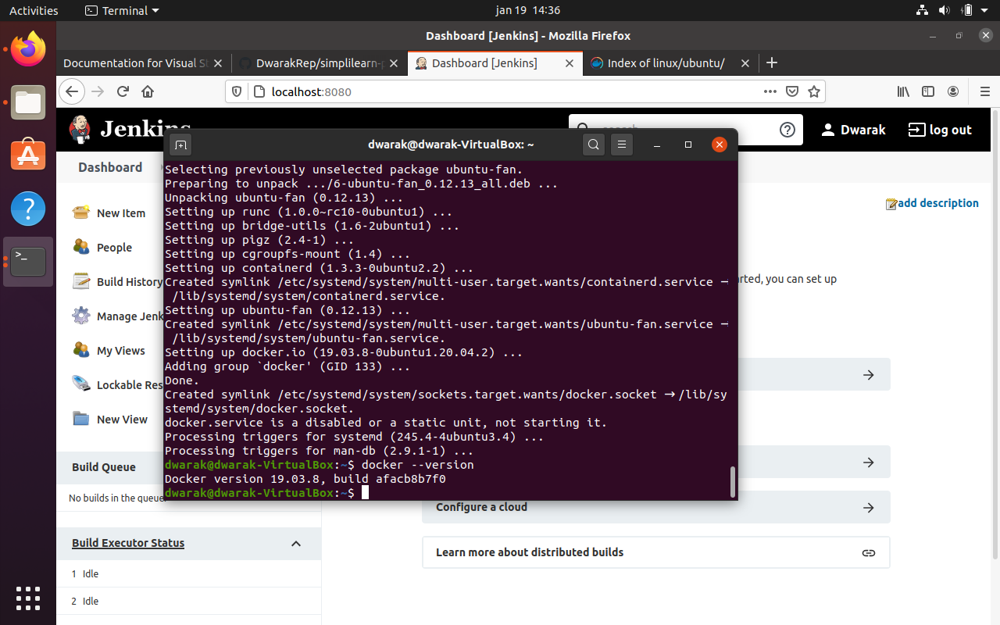 Activities
Terminal
jan 19 14:36
Dashboard [Jenkins] - Mozilla Firefox
Documentation for Visual S
DwarakRep/simplilearn-
Dashboard [Jenkins]
Index of linux/ubuntu/
localhost:8080
Jenkins
search
Dwarak
log out
Dashboard
New Item
People
Build History
Manage Jenk
My Views
Lockable Res
New View
Build Queue
No builds in the queue.
Build Executor Status
1 Idle
2 Idle
add description
arted, you can set up
dwarak@dwarak-VirtualBox: ~
Selecting previously unselected package ubuntu-fan.
Preparing to unpack .../6-ubuntu-fan_0.12.13_all.deb ...
Unpacking ubuntu-fan (0.12.13) ...
Setting up runc (1.0.0~rc10-0ubuntu1) ...
Setting up bridge-utils (1.6-2ubuntu1) ...
Setting up pigz (2.4-1) ...
Setting up cgroupfs-mount (1.4) ...
Setting up containerd (1.3.3-0ubuntu2.2) ...
Created symlink /etc/systemd/system/multi-user.target.wants/containerd.service →
/lib/systemd/system/containerd.service.
Setting up ubuntu-fan (0.12.13) ...
Created symlink /etc/systemd/system/multi-user.target.wants/ubuntu-fan.service →
/lib/systemd/system/ubuntu-fan.service.
Setting up docker.io (19.03.8-0ubuntu1.20.04.2) ...
Adding group `docker' (GID 133) ...
Done.
Created symlink /etc/systemd/system/sockets.target.wants/docker.socket → /lib/sy
stemd/system/docker.socket.
docker.service is a disabled or a static unit, not starting it.
Processing triggers for systemd (245.4-4ubuntu3.4) ...
Processing triggers for man-db (2.9.1-1) ...
dwarak@dwarak-VirtualBox:~$ docker --version
Docker version 19.03.8, build afacb8b7f0
dwarak@dwarak-VirtualBox:~$
Configure a cloud
Learn more about distributed builds